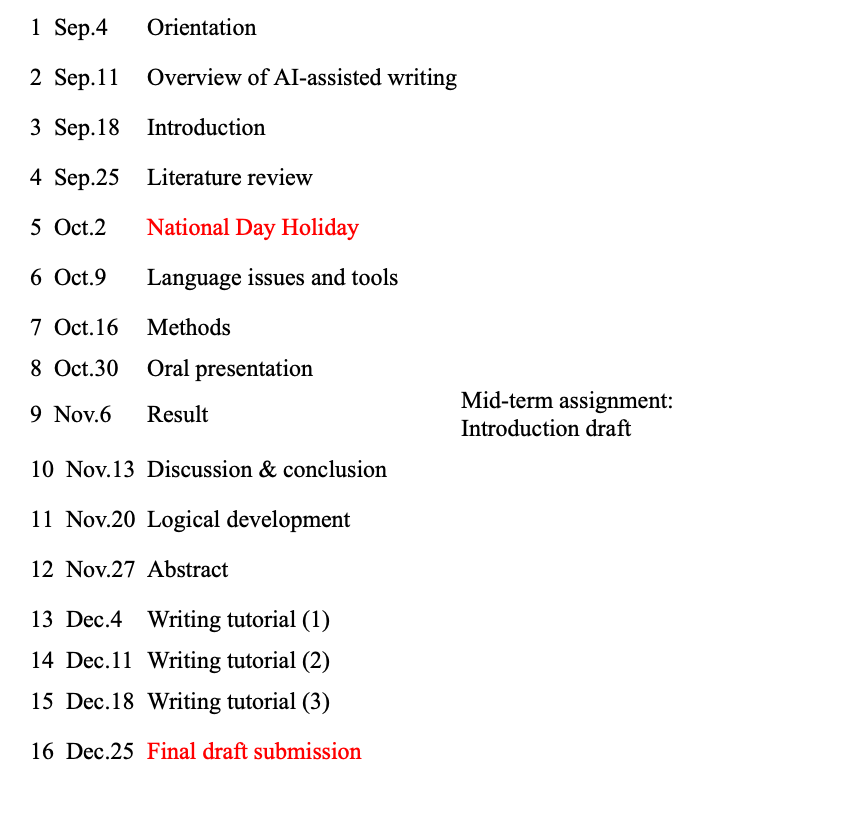 1 Sep.4 Orientation
2 Sep.11 Overview of AI-assisted writing
3 Sep.18 Introduction
4 Sep.25 Literature review
5 Oct.2 National Day Holiday
6 Oct.9 Language issues and tools
7 Oct.16 Methods
8 Oct.30 Oral presentation
9 Nov.6 Result Mid-term assignment:
Introduction draft
10 Nov.13 Discussion & conclusion
11 Nov.20 Logical development
12 Nov.27 Abstract
13 Dec.4 Writing tutorial (1)
14 Dec.11 Writing tutorial (2)
15 Dec.18 Writing tutorial (3)
16 Dec.25 Final draft submission